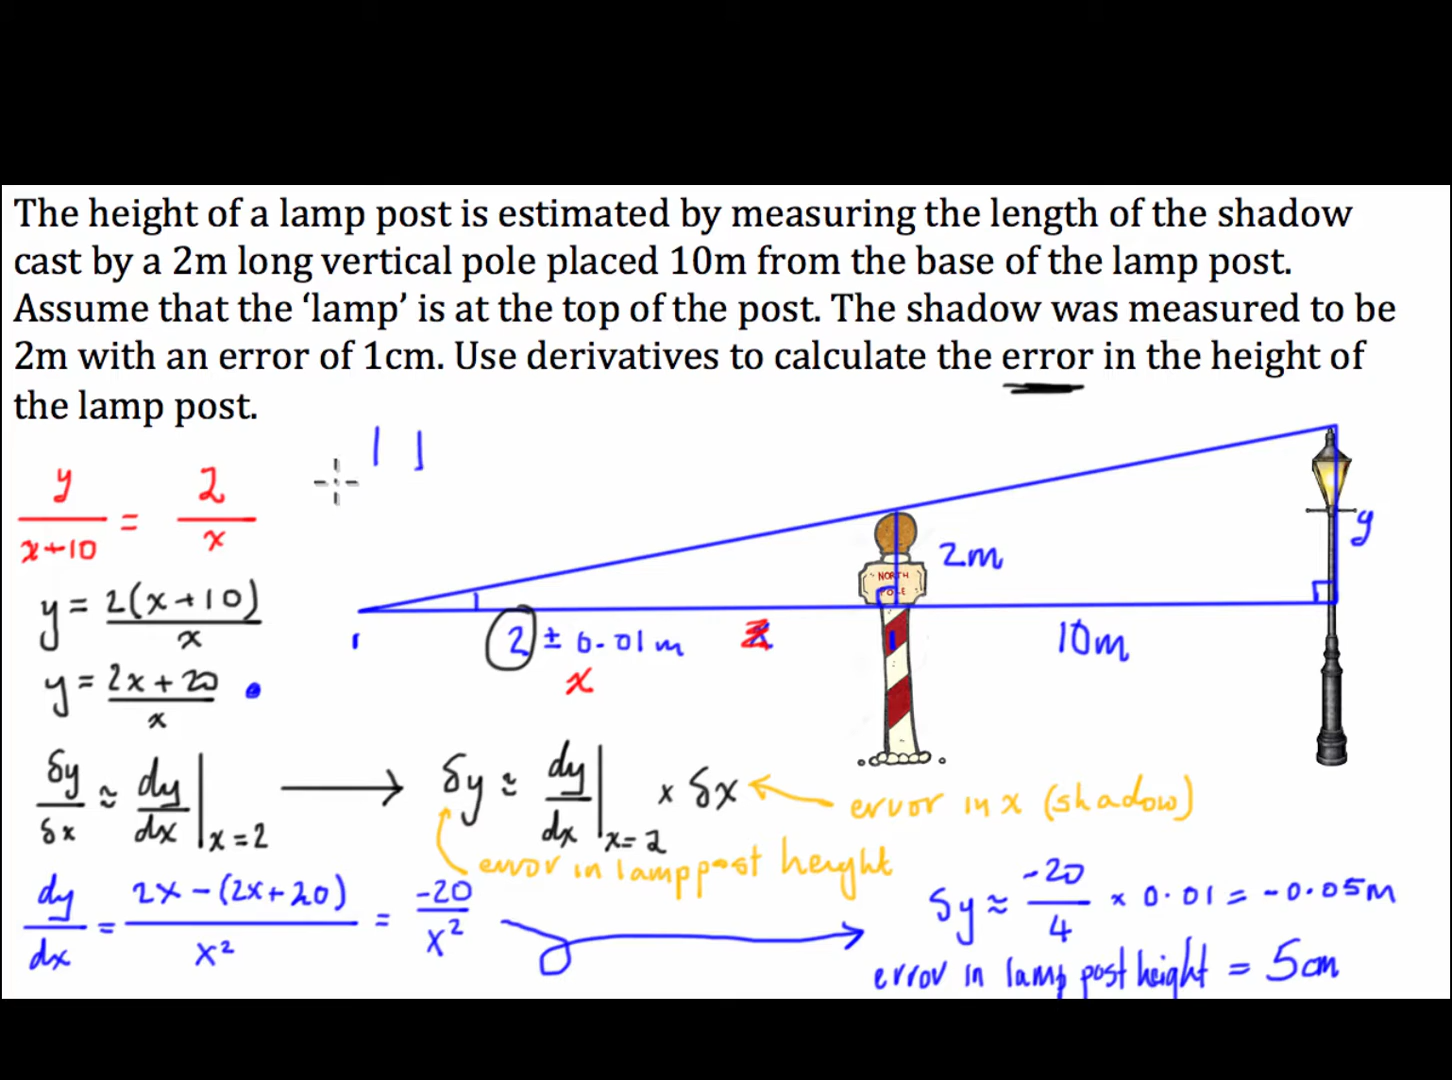 The height of a lamp post is estimated by measuring the length of the shadow
cast by a 2m long vertical pole placed 10m from the base of the lamp post.
Assume that the ‘lamp’ is at the top of the post. The shadow was measured to be
2m with an error of 1cm. Use derivatives to calculate the error in the height of
the lamp post.
y/(x+10) = 2/x
y = 2(x+10)/x
y = (2x+20)/x
NORTH
POLE
2m
y
2 ± 0.01m
x
10m
δy/δx ≈ dy/dx |x=2 → δy ≈ dy/dx |x=2 × δx ← error in x (shadow)
error in lamp post height
dy/dx = (2x-(2x+20))/x² = -20/x²
δy ≈ -20/4 × 0.01 = -0.05m
error in lamp post height = 5cm